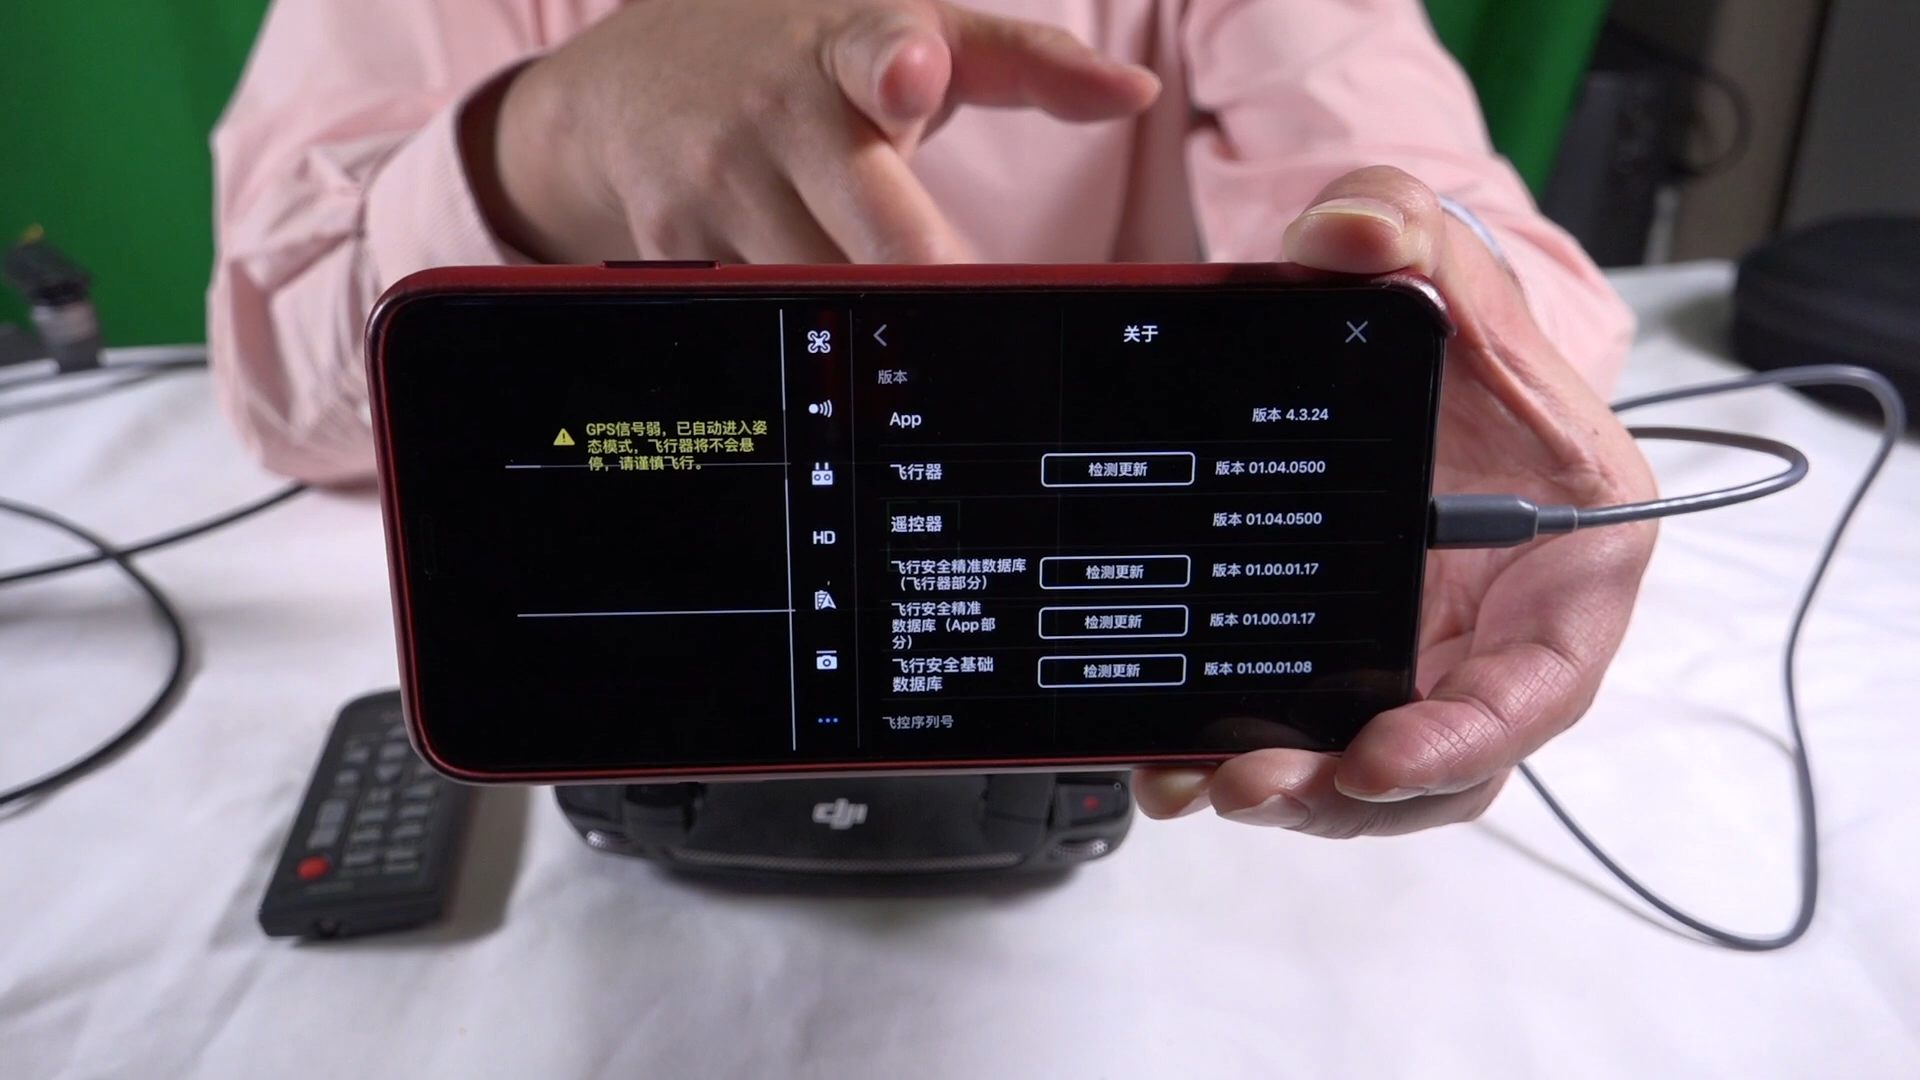 GPS信号弱，已自动进入姿
态模式，飞行器将不会悬
停，请谨慎飞行。
HD
关于
版本
App
版本 4.3.24
飞行器
检测更新
版本 01.04.0500
遥控器
版本 01.04.0500
飞行安全精准数据库
（飞行器部分）
检测更新
版本 01.00.01.17
飞行安全精准
数据库（App部
分）
检测更新
版本 01.00.01.17
飞行安全基础
数据库
检测更新
版本 01.00.01.08
飞控序列号
dji